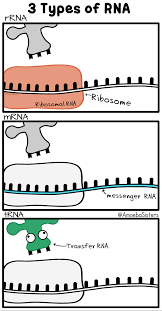 3 Types of RNA
rRNA
Ribosomal RNA
Ribosome
mRNA
messenger RNA
tRNA
@AmoebaSisters
Transfer RNA